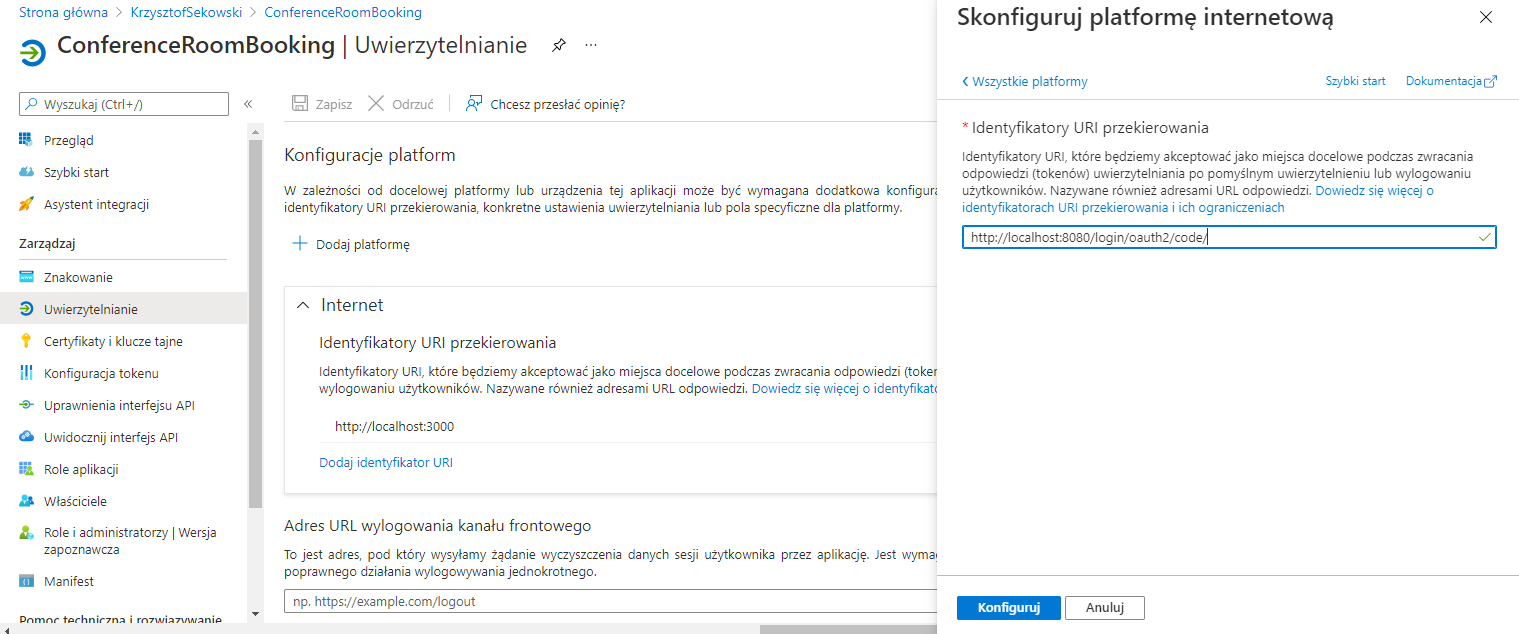 Strona główna > KrzysztofSekowski > ConferenceRoomBooking
ConferenceRoomBooking | Uwierzytelnianie
Wyszukaj (Ctrl+/)
Przegląd
Szybki start
Asystent integracji
Zarządzaj
Znakowanie
Uwierzytelnianie
Certyfikaty i klucze tajne
Konfiguracja tokenu
Uprawnienia interfejsu API
Uwidocznij interfejs API
Role aplikacji
Właściciele
Role i administratorzy | Wersja
zapoznawcza
Manifest
Pomoc techniczna i rozwiązywanie
Zapisz
Odrzuć
Chcesz przesłać opinię?
Konfiguracje platform
W zależności od docelowej platformy lub urządzenia tej aplikacji może być wymagana dodatkowa konfigura
identyfikatory URI przekierowania, konkretne ustawienia uwierzytelniania lub pola specyficzne dla platformy.
Dodaj platformę
Internet
Identyfikatory URI przekierowania
Identyfikatory URI, które będziemy akceptować jako miejsca docelowe podczas zwracania odpowiedzi (token
wylogowaniu użytkowników. Nazywane również adresami URL odpowiedzi. Dowiedz się więcej o identyfikato
http://localhost:3000
Dodaj identyfikator URI
Adres URL wylogowania kanału frontowego
To jest adres, pod który wysyłamy żądanie wyczyszczenia danych sesji użytkownika przez aplikację. Jest wymag
poprawnego działania wylogowywania jednokrotnego.
np. https://example.com/logout
Skonfiguruj platformę internetową
Wszystkie platformy
Szybki start
Dokumentacja
* Identyfikatory URI przekierowania
Identyfikatory URI, które będziemy akceptować jako miejsca docelowe podczas zwracania
odpowiedzi (tokenów) uwierzytelniania po pomyślnym uwierzytelnieniu lub wylogowaniu
użytkowników. Nazywane również adresami URL odpowiedzi. Dowiedz się więcej o
identyfikatorach URI przekierowania i ich ograniczeniach
http://localhost:8080/login/oauth2/code/
Konfiguruj
Anuluj